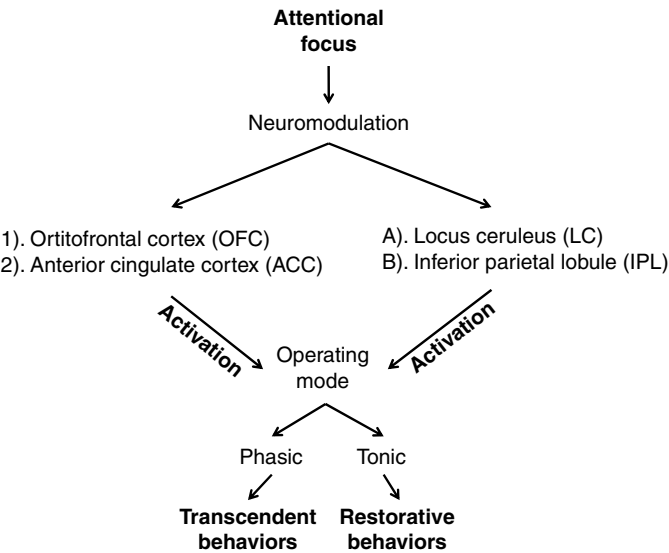 Attentional
focus
Neuromodulation
1). Ortitofrontal cortex (OFC)
2). Anterior cingulate cortex (ACC)
A). Locus ceruleus (LC)
B). Inferior parietal lobule (IPL)
Activation
Activation
Operating
mode
Phasic
Tonic
Transcendent
behaviors
Restorative
behaviors